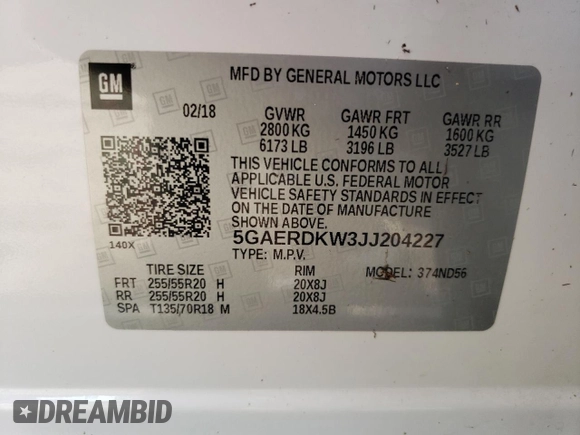 GM
MFD BY GENERAL MOTORS LLC
02/18 GVWR GAWR FRT GAWR RR
2800 KG 1450 KG 1600 KG
6173 LB 3196 LB 3527 LB
THIS VEHICLE CONFORMS TO ALL
APPLICABLE U.S. FEDERAL MOTOR
VEHICLE SAFETY STANDARDS IN EFFECT
ON THE DATE OF MANUFACTURE
SHOWN ABOVE.
140X
5GAERDKW3JJ204227
TYPE: M.P.V. MODEL: 374ND56
TIRE SIZE RIM
FRT 255/55R20 H 20X8J
RR 255/55R20 H 20X8J
SPA T135/70R18 M 18X4.5B
DREAMBID